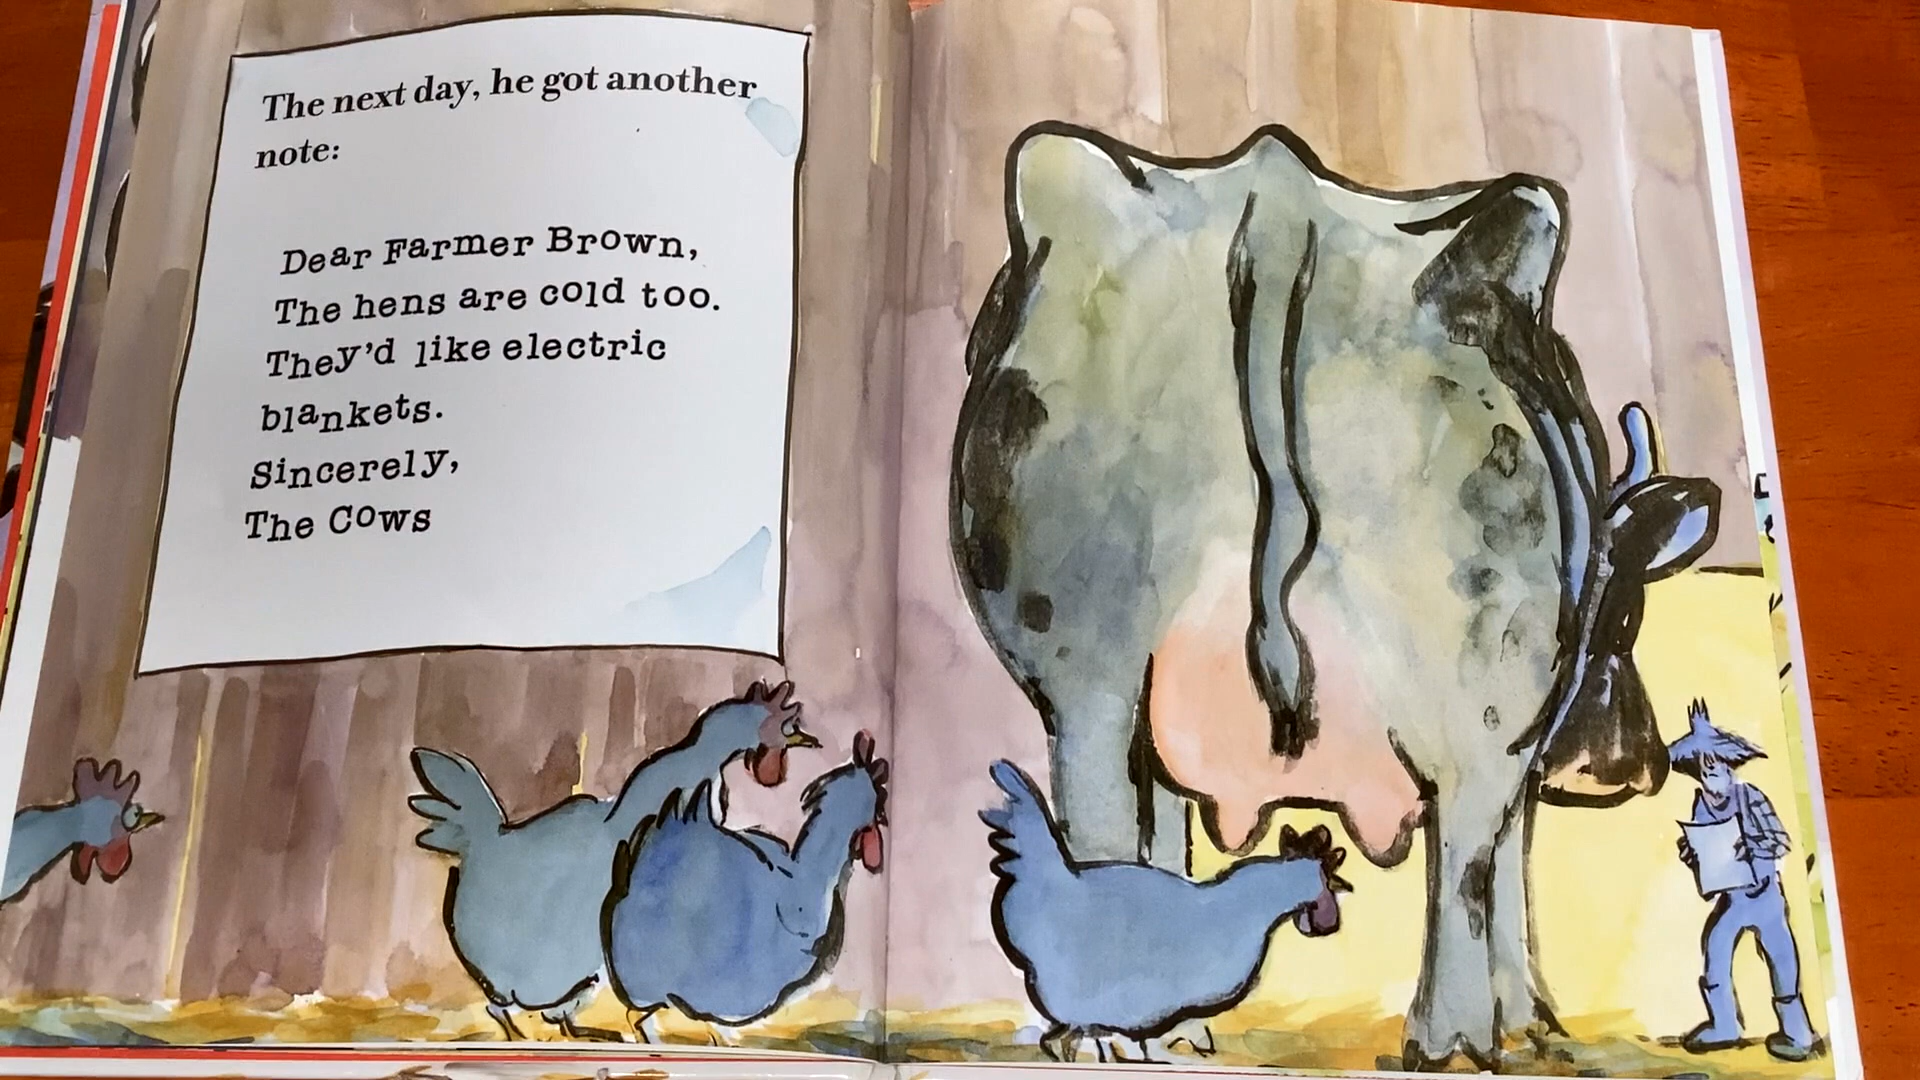 The next day, he got another
note:
Dear Farmer Brown,
The hens are cold too.
They'd like electric
blankets.
Sincerely,
The Cows